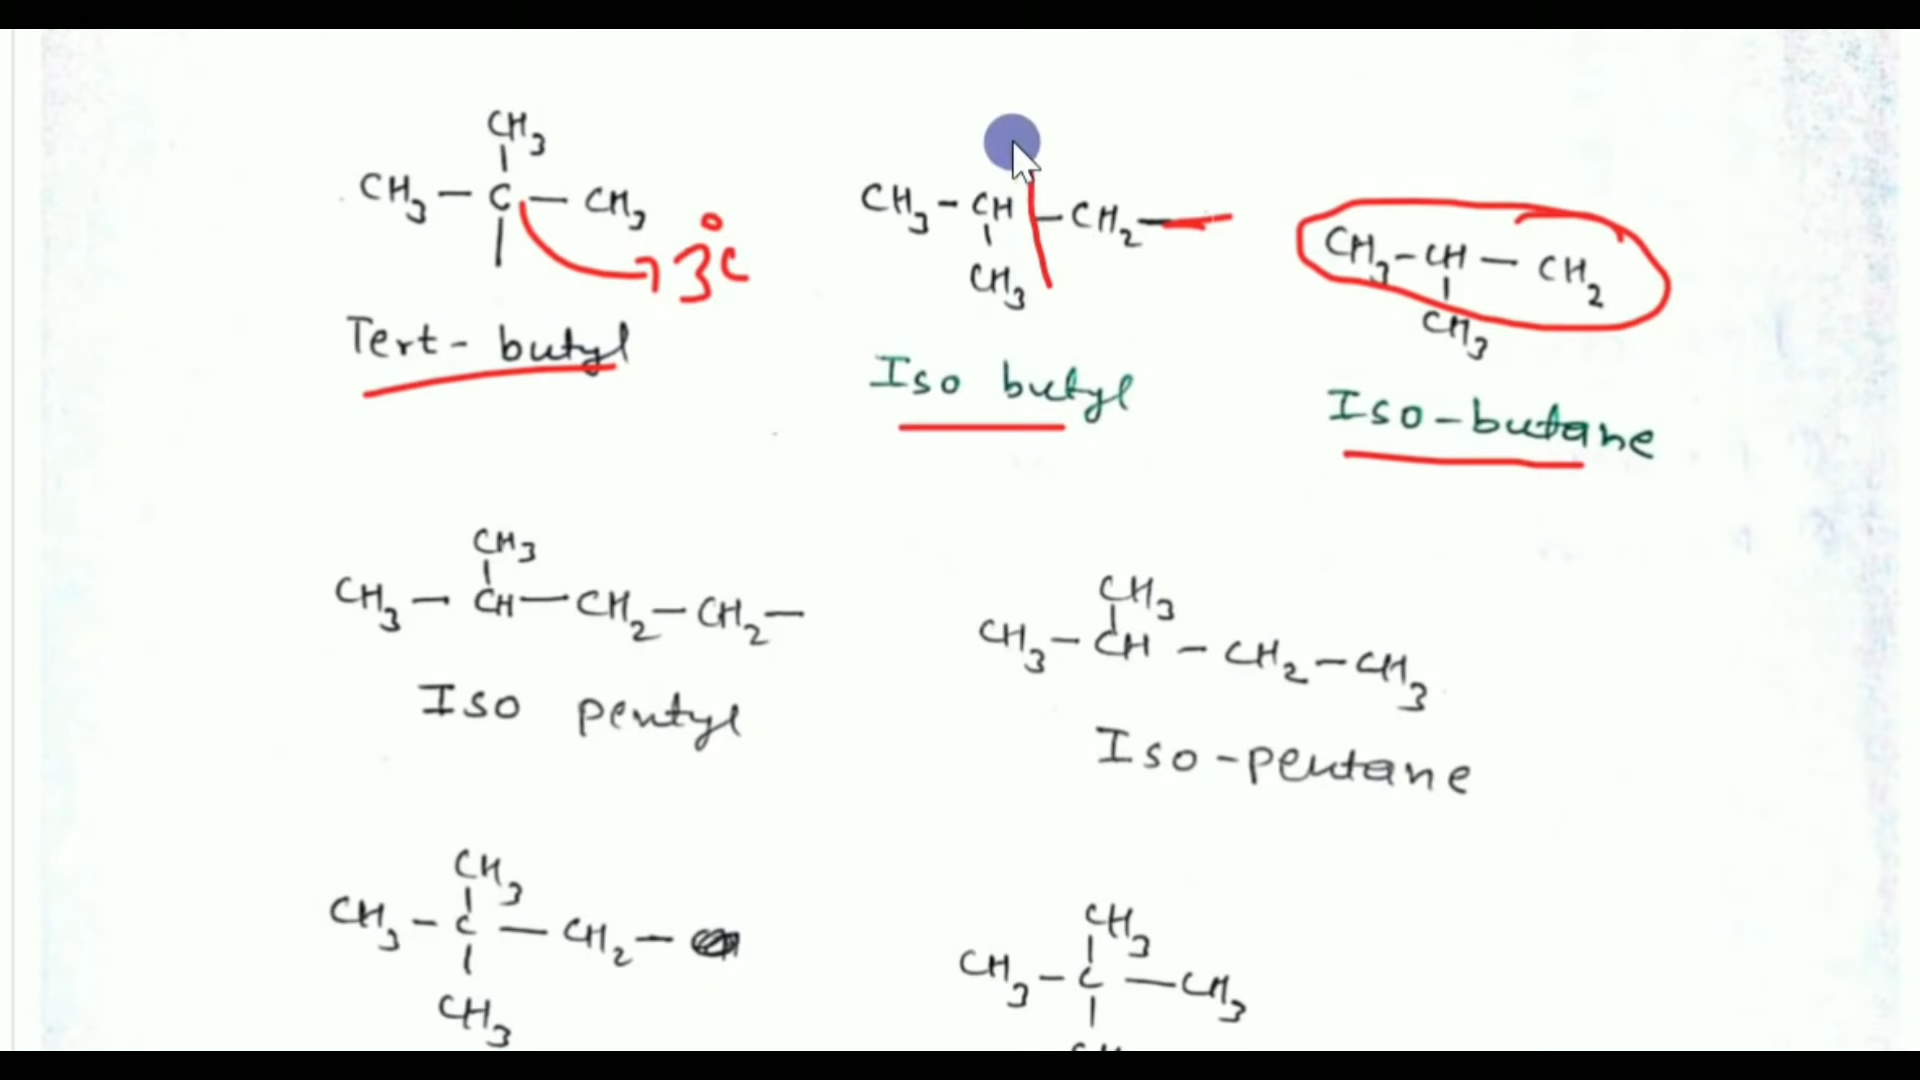 CH3
CH3 – C – CH3
3°C
Tert- butyl
CH3 – CH – CH2 –
CH3
Iso butyl
CH3 – CH – CH2
CH3
Iso-butane
CH3
CH3 – CH – CH2 – CH2 –
Iso pentyl
CH3
CH3 – CH – CH2 – CH3
Iso-pentane
CH3
CH3 – C – CH2 –
CH3
CH3
CH3 – C – CH3